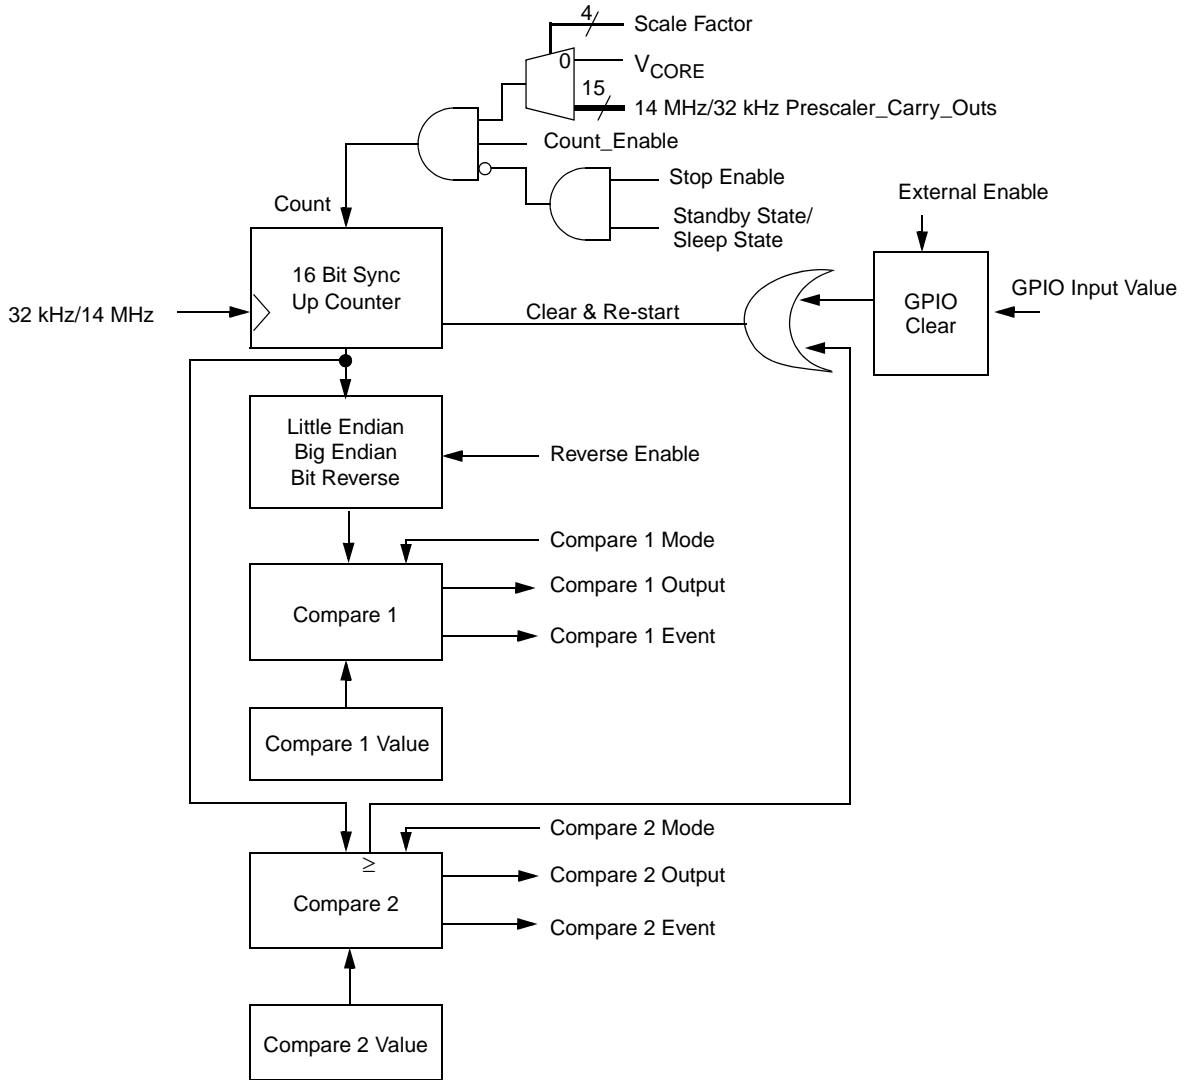 4
Scale Factor
0
VCORE
15
14 MHz/32 kHz Prescaler_Carry_Outs
Count_Enable
Stop Enable
Standby State/
Sleep State
External Enable
Count
16 Bit Sync
Up Counter
32 kHz/14 MHz
Clear & Re-start
GPIO
Clear
GPIO Input Value
Little Endian
Big Endian
Bit Reverse
Reverse Enable
Compare 1 Mode
Compare 1 Output
Compare 1
Compare 1 Event
Compare 1 Value
Compare 2 Mode
≥
Compare 2 Output
Compare 2
Compare 2 Event
Compare 2 Value